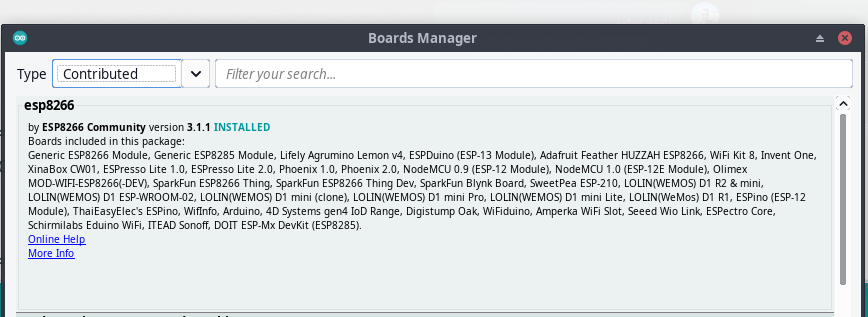 Boards Manager
Type Contributed Filter your search...
esp8266
by ESP8266 Community version 3.1.1 INSTALLED
Boards included in this package:
Generic ESP8266 Module, Generic ESP8285 Module, Lifely Agrumino Lemon v4, ESPDuino (ESP-13 Module), Adafruit Feather HUZZAH ESP8266, WiFi Kit 8, Invent One,
XinaBox CW01, ESPresso Lite 1.0, ESPresso Lite 2.0, Phoenix 1.0, Phoenix 2.0, NodeMCU 0.9 (ESP-12 Module), NodeMCU 1.0 (ESP-12E Module), Olimex
MOD-WIFI-ESP8266(-DEV), SparkFun ESP8266 Thing, SparkFun ESP8266 Thing Dev, SparkFun Blynk Board, SweetPea ESP-210, LOLIN(WEMOS) D1 R2 & mini,
LOLIN(WEMOS) D1 ESP-WROOM-02, LOLIN(WEMOS) D1 mini (clone), LOLIN(WEMOS) D1 mini Pro, LOLIN(WEMOS) D1 mini Lite, LOLIN(WeMos) D1 R1, ESPino (ESP-12
Module), ThaiEasyElec's ESPino, WifInfo, Arduino, 4D Systems gen4 IoD Range, Digistump Oak, WiFiduino, Amperka WiFi Slot, Seeed Wio Link, ESPectro Core,
Schirmilabs Eduino WiFi, ITEAD Sonoff, DOIT ESP-Mx DevKit (ESP8285).
Online Help
More Info